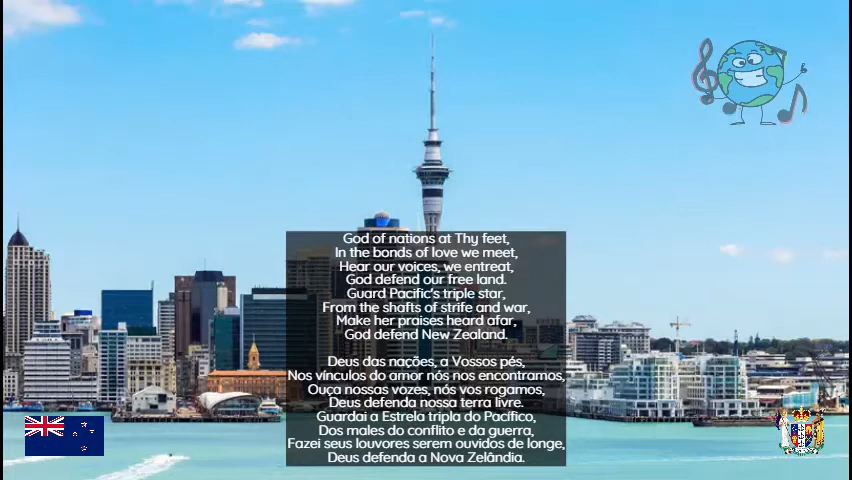 God of nations at Thy feet,
In the bonds of love we meet,
Hear our voices, we entreat,
God defend our free land.
Guard Pacific's triple star,
From the shafts of strife and war,
Make her praises heard afar,
God defend New Zealand.
Deus das nações, a Vossos pés,
Nos vínculos do amor nós nos encontramos,
Ouça nossas vozes, nós vos rogamos,
Deus defenda nossa terra livre.
Guardai a Estrela tripla do Pacífico,
Dos males do conflito e da guerra,
Fazei seus louvores serem ouvidos de longe,
Deus defenda a Nova Zelândia.